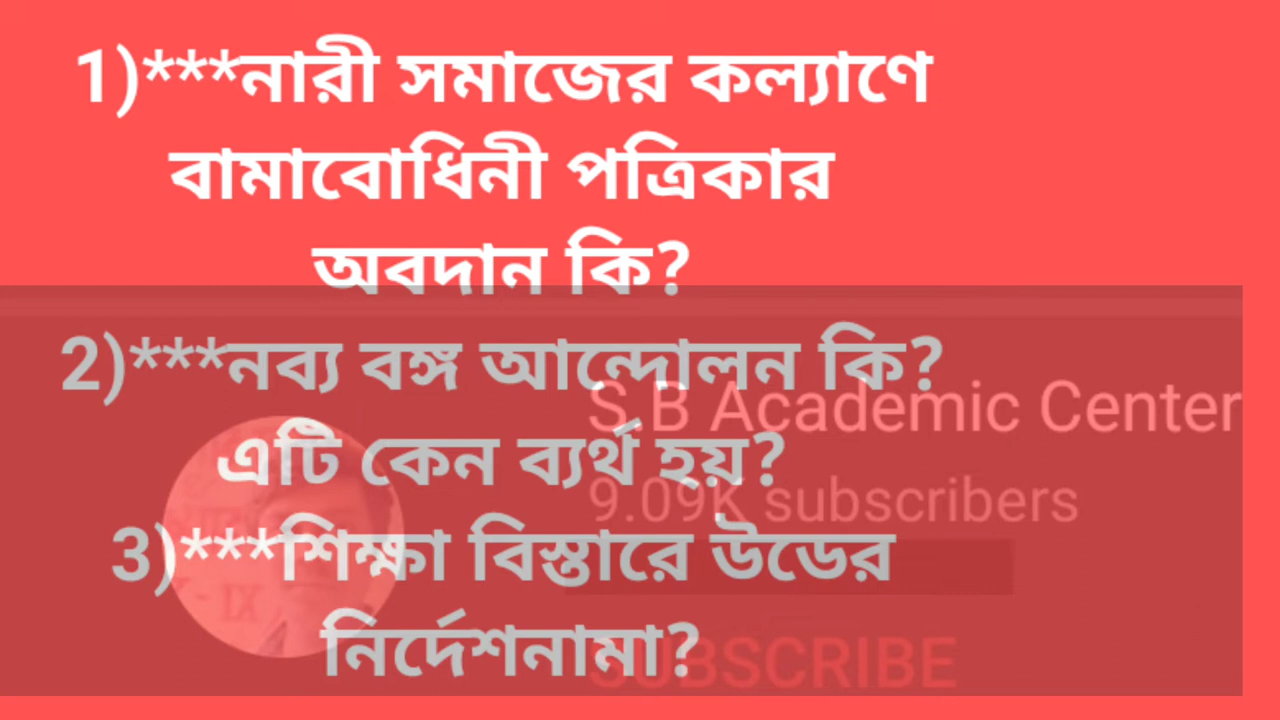 1)***নারী সমাজের কল্যাণে
বামাবোধিনী পত্রিকার
অবদান কি?
2)***নব্য বঙ্গ আন্দোলন কি?
S.B Academic Center
এটি কেন ব্যর্থ হয়?
9.09K subscribers
3)***শিক্ষা বিস্তারে উডের
- IX
নির্দেশনামা?
SUBSCRIBE